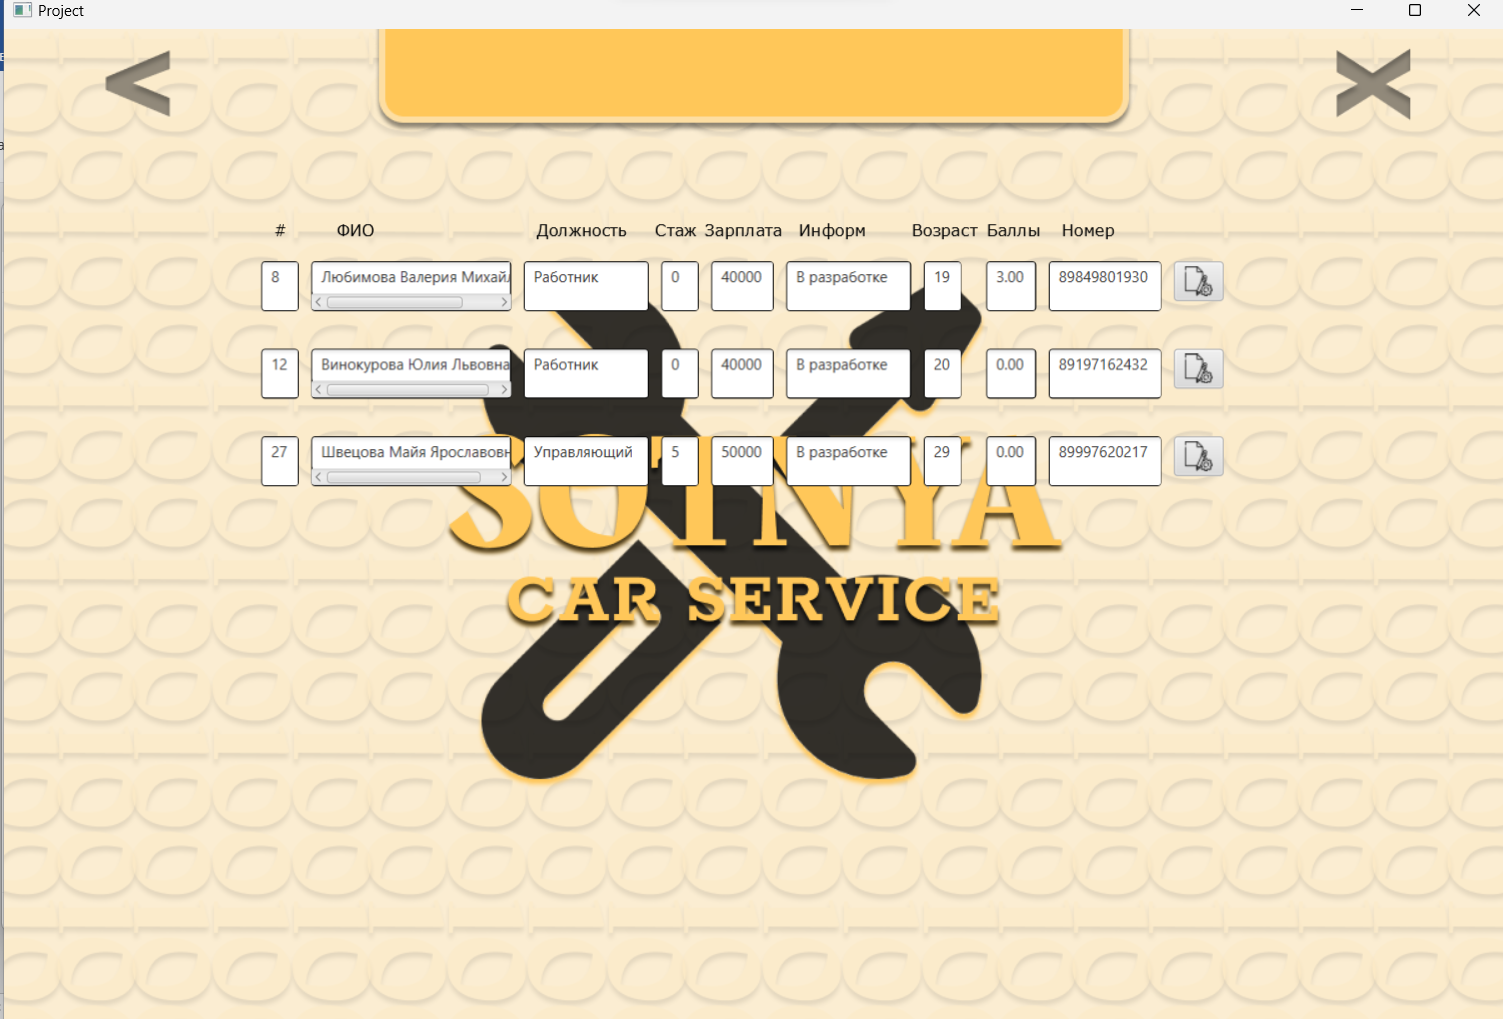 Project
< X
# ФИО Должность Стаж Зарплата Информ Возраст Баллы Номер
8 Любимова Валерия Михай Работник 0 40000 В разработке 19 3.00 89849801930
12 Винокурова Юлия Львовна Работник 0 40000 В разработке 20 0.00 89197162432
27 Швецова Майя Ярославовн Управляющий 5 50000 В разработке 29 0.00 89997620217
SOTNYA
CAR SERVICE